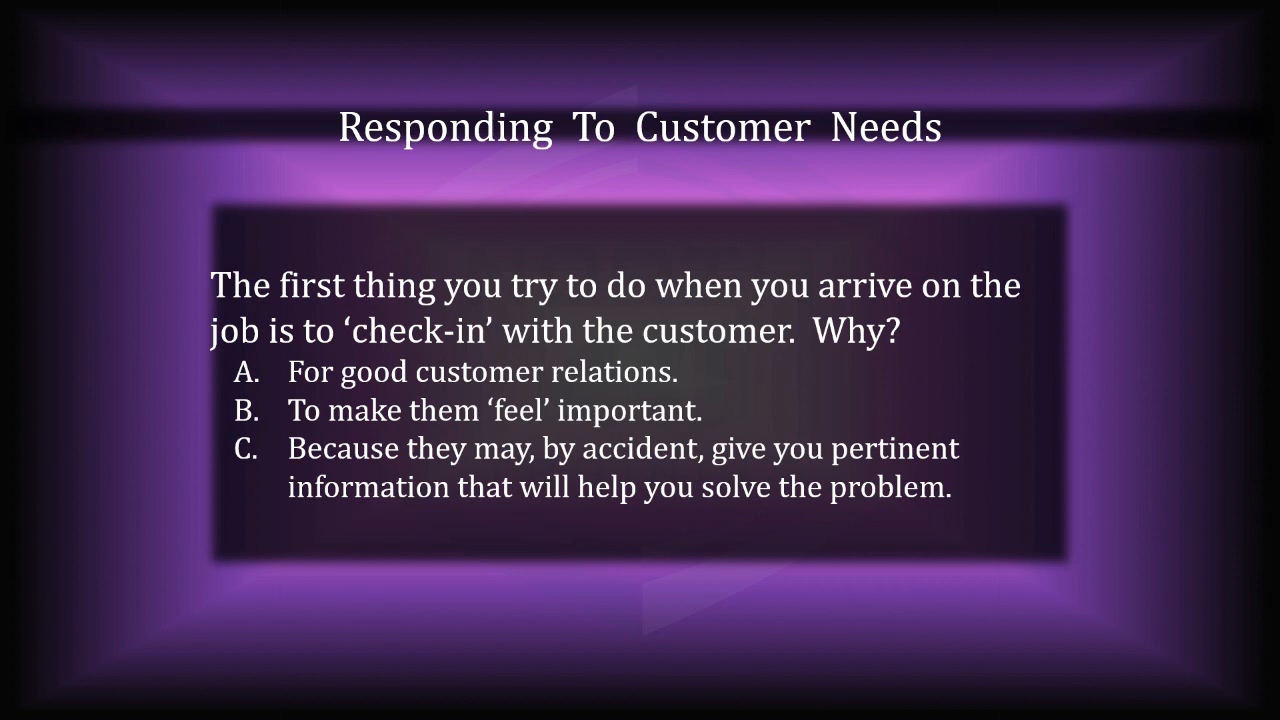 Responding To Customer Needs
The first thing you try to do when you arrive on the
job is to ‘check-in’ with the customer. Why?
A. For good customer relations.
B. To make them ‘feel’ important.
C. Because they may, by accident, give you pertinent
information that will help you solve the problem.